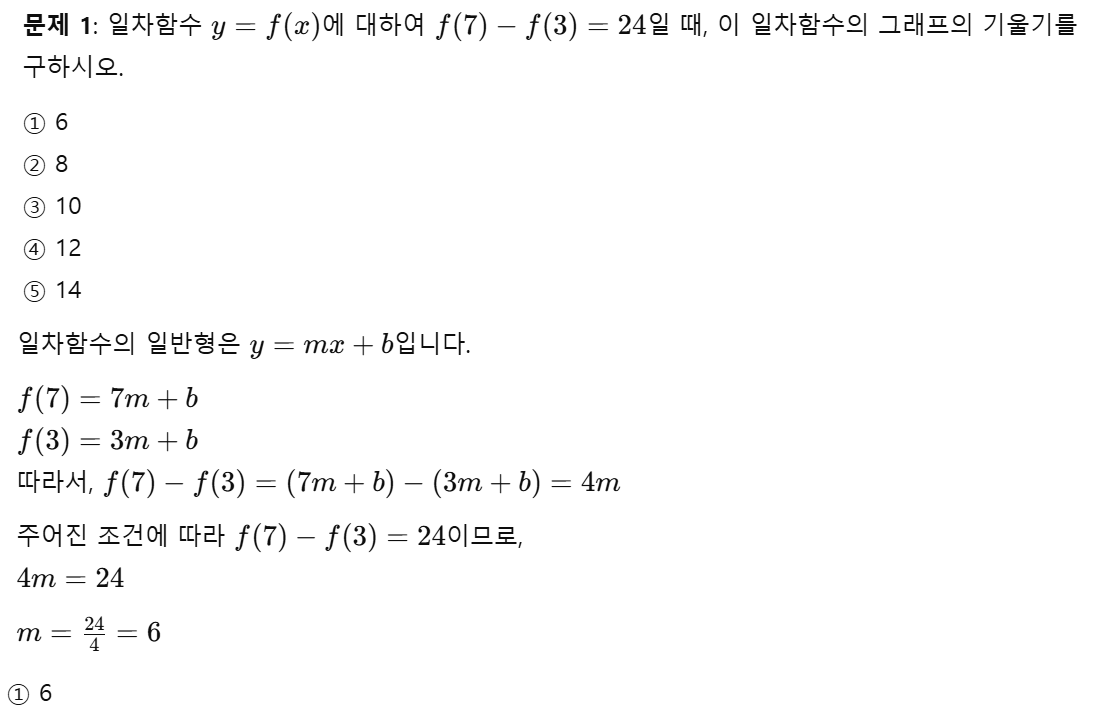 문제 1: 일차함수 y = f(x)에 대하여 f(7) − f(3) = 24일 때, 이 일차함수의 그래프의 기울기를
구하시오.
① 6
② 8
③ 10
④ 12
⑤ 14
일차함수의 일반형은 y = mx + b입니다.
f(7) = 7m + b
f(3) = 3m + b
따라서, f(7) − f(3) = (7m + b) − (3m + b) = 4m
주어진 조건에 따라 f(7) − f(3) = 24이므로,
4m = 24
m = 24/4 = 6
① 6